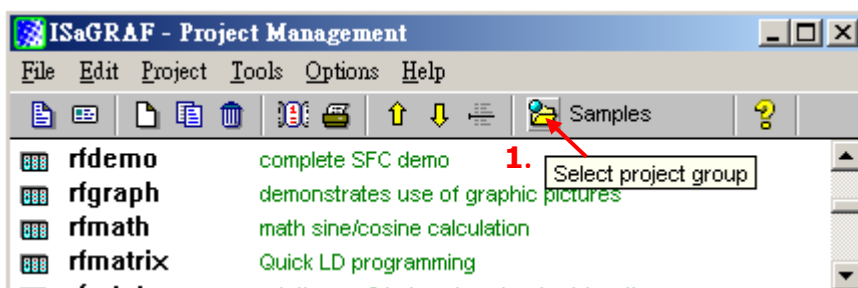 ISaGRAF - Project Management
File Edit Project Tools Options Help
Samples
rfdemo complete SFC demo
1.
Select project group
rfgraph demonstrates use of graphic pictures
rfmath math sine/cosine calculation
rfmatrix Quick LD programming